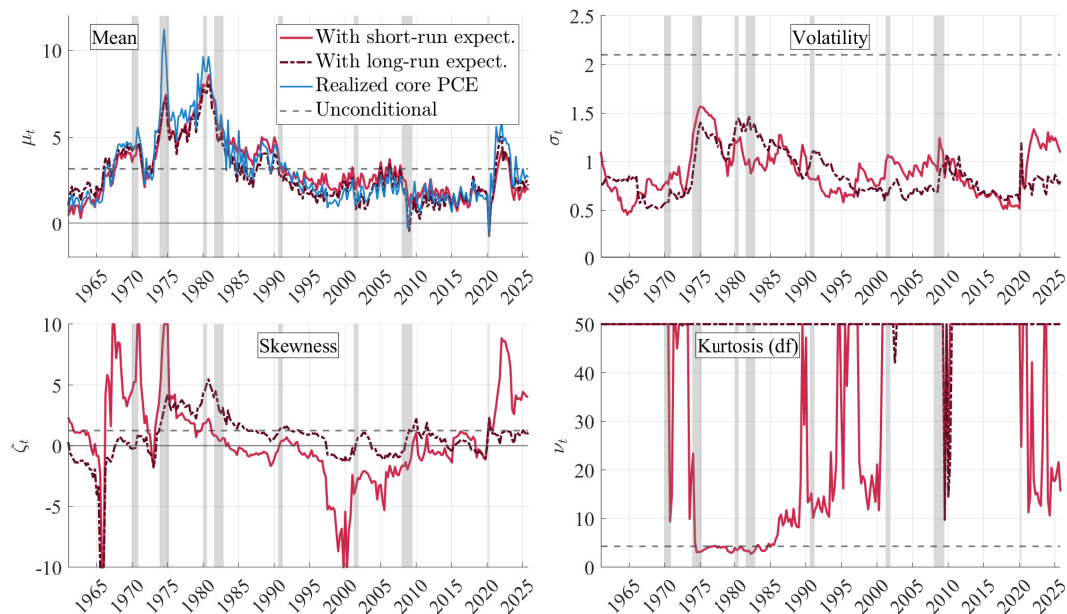 Mean
With short-run expect.
With long-run expect.
Realized core PCE
Unconditional
μt
10
5
0
1965 1970 1975 1980 1985 1990 1995 2000 2005 2010 2015 2020 2025
Volatility
σt
2.5
2
1.5
1
0.5
0
1965 1970 1975 1980 1985 1990 1995 2000 2005 2010 2015 2020 2025
Skewness
ζt
10
5
0
-5
-10
1965 1970 1975 1980 1985 1990 1995 2000 2005 2010 2015 2020 2025
Kurtosis (df)
νt
50
40
30
20
10
0
1965 1970 1975 1980 1985 1990 1995 2000 2005 2010 2015 2020 2025